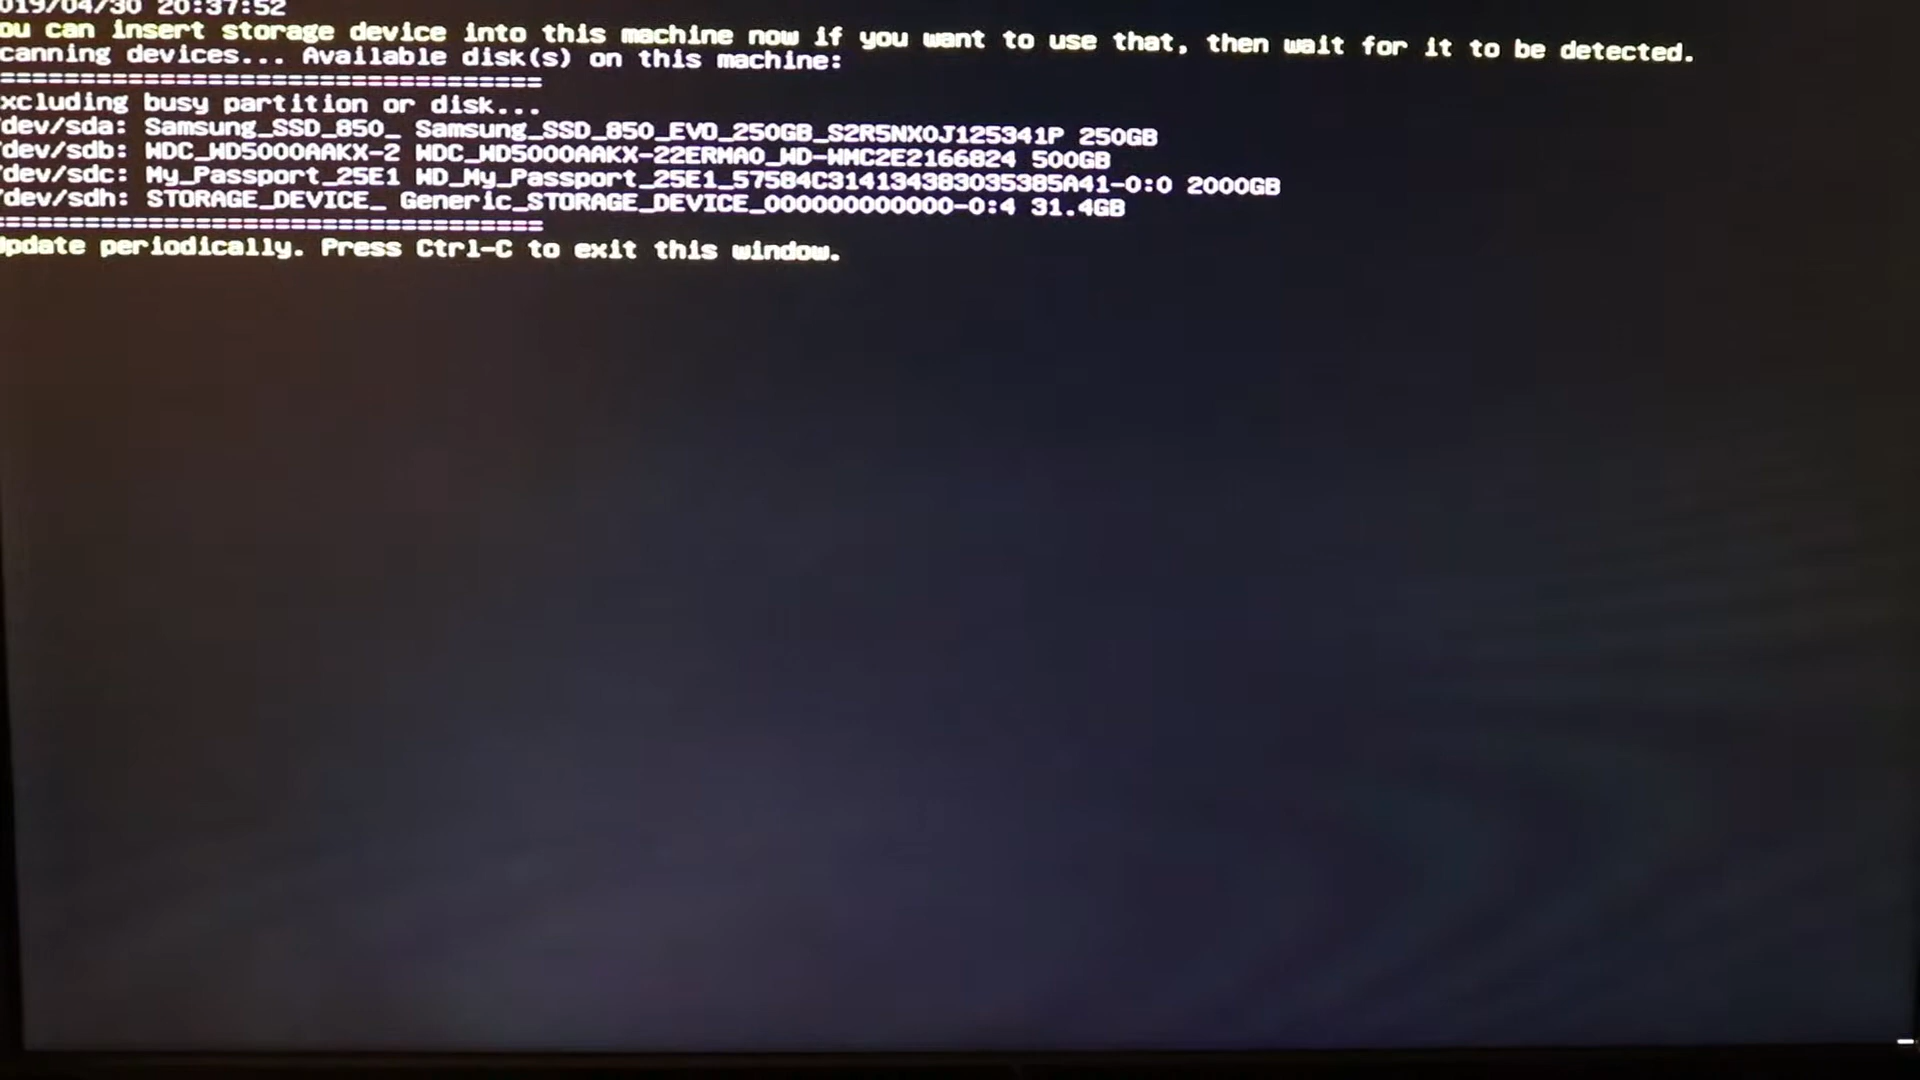 019/04/30 20:37:52
ou can insert storage device into this machine now if you want to use that, then wait for it to be detected.
canning devices... Available disk(s) on this machine:
==================================
xcluding busy partition or disk...
/dev/sda: Samsung_SSD_850_ Samsung_SSD_850_EVO_250GB_S2R5NX0J125341P 250GB
/dev/sdb: WDC_WD5000AAKX-2 WDC_WD5000AAKX-22ERMA0_WD-WMC2E2166824 500GB
/dev/sdc: My_Passport_25E1 WD_My_Passport_25E1_57584C314134383035385A41-0:0 2000GB
/dev/sdh: STORAGE_DEVICE_ Generic_STORAGE_DEVICE_000000000000-0:4 31.4GB
==================================
Update periodically. Press Ctrl-C to exit this window.